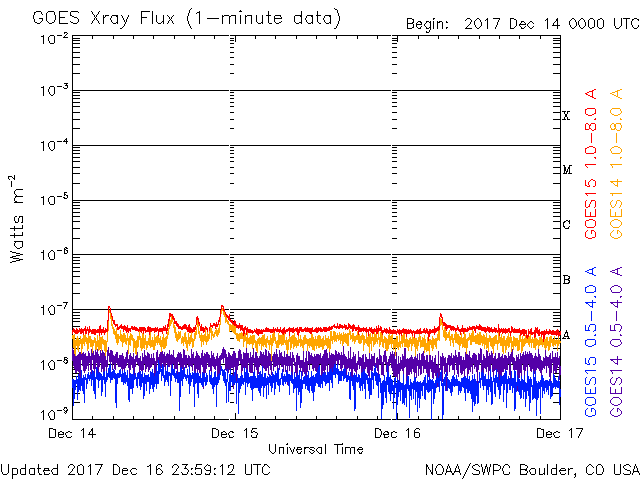 GOES Xray Flux (1-minute data)
Begin: 2017 Dec 14 0000 UTC
10⁻²
10⁻²
10⁻³
10⁻⁴
10⁻⁵
10⁻⁶
10⁻⁷
10⁻⁸
10⁻⁹
Watts m⁻²
X
M
C
B
A
GOES15 1.0-8.0 A
GOES14 1.0-8.0 A
GOES15 0.5-4.0 A
GOES14 0.5-4.0 A
Dec 14
Dec 15
Dec 16
Dec 17
Universal Time
Updated 2017 Dec 16 23:59:12 UTC
NOAA/SWPC Boulder, CO USA